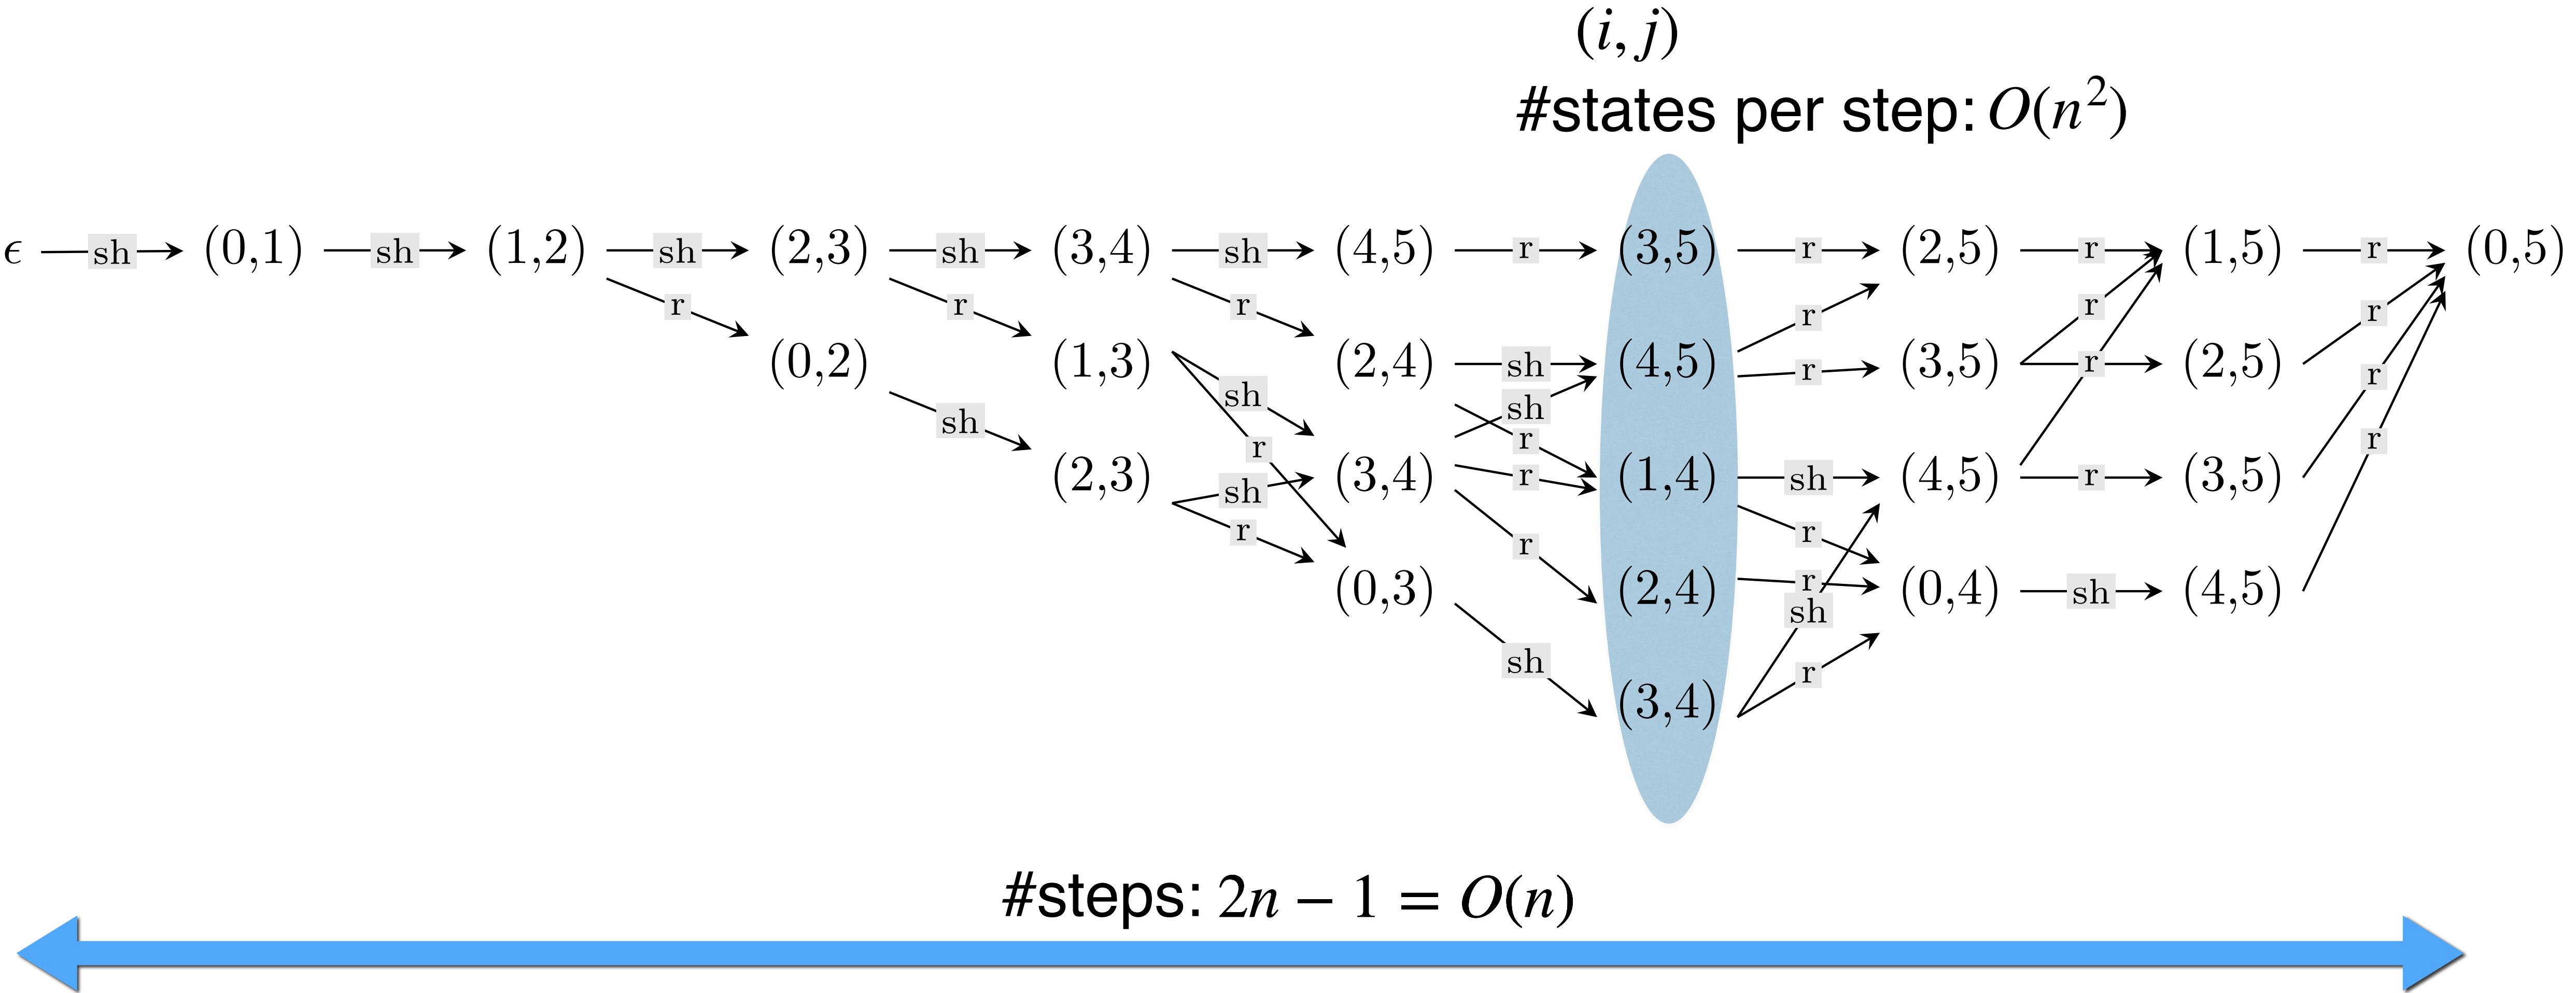 (i, j)
#states per step: O(n²)
ϵ sh (0,1) sh (1,2) sh (2,3) sh (3,4) sh (4,5) r (3,5) r (2,5) r (1,5) r (0,5)
r r r r r r
(0,2) (1,3) (2,4) sh (4,5) r (3,5) r (2,5) r
sh sh sh
r r
(2,3) sh (3,4) r (1,4) sh (4,5) r (3,5) r
r r r
(0,3) (2,4) r (0,4) sh (4,5)
sh
sh r
(3,4)
#steps: 2n − 1 = O(n)